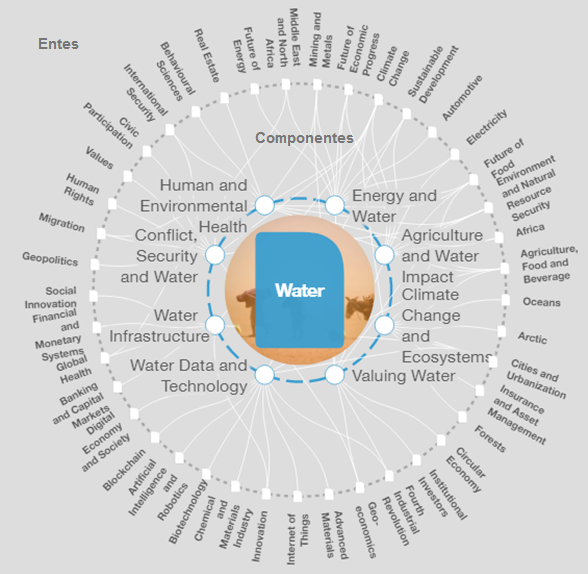 Entes
Componentes
Water
Human and
Environmental
Health
Conflict,
Security
and Water
Water
Infrastructure
Water Data and
Technology
Energy and
Water
Agriculture
and Water
Impact
Climate
Change
and
Ecosystems
Valuing Water
Middle East
and North
Africa
Mining and
Metals
Future of
Economic
Progress
Climate
Change
Sustainable
Development
Automotive
Electricity
Future of
Food
Environment
and Natural
Resource
Security
Africa
Agriculture,
Food and
Beverage
Oceans
Arctic
Cities and
Urbanization
Insurance
and Asset
Management
Forests
Circular
Economy
Institutional
Investors
Fourth
Industrial
Revolution
Geo-
economics
Advanced
Materials
Internet of
Things
Innovation
Chemical
and
Materials
Industry
Biotechnology
Artificial
Intelligence
and
Robotics
Blockchain
Digital
Economy
and Society
Banking
and Capital
Markets
Global
Health
Financial
and
Monetary
Systems
Social
Innovation
Geopolitics
Migration
Human
Rights
Values
Civic
Participation
International
Security
Behavioural
Sciences
Real Estate
Future of
Energy